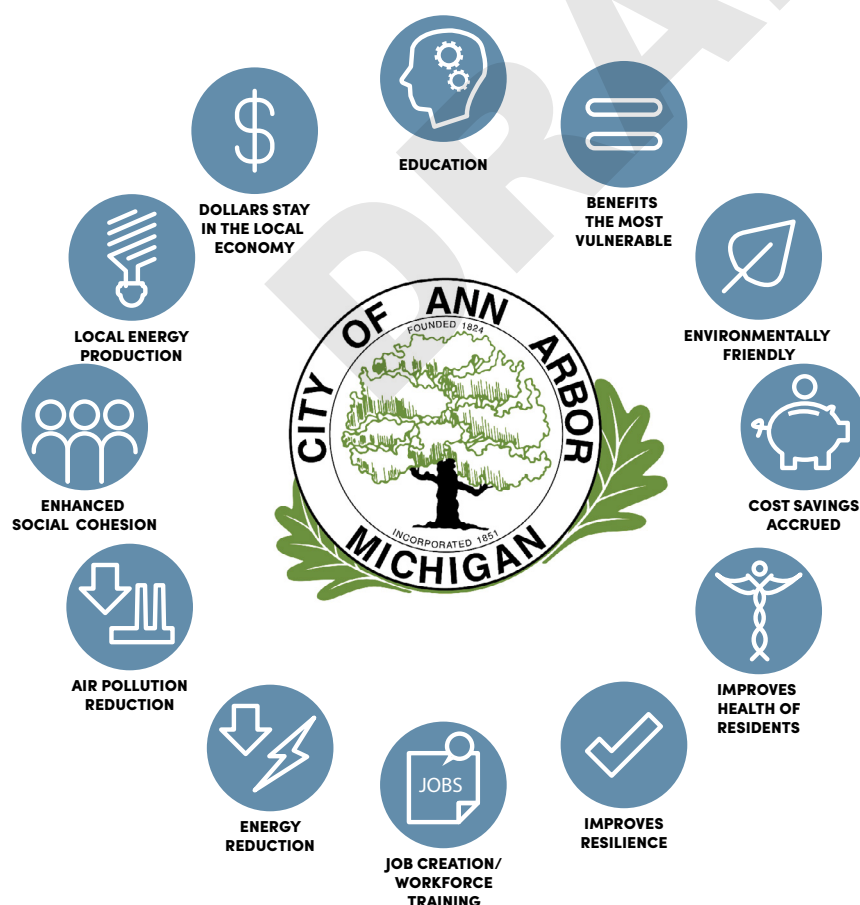 DRAF
EDUCATION
BENEFITS
THE MOST
VULNERABLE
ENVIRONMENTALLY
FRIENDLY
COST SAVINGS
ACCRUED
IMPROVES
HEALTH OF
RESIDENTS
IMPROVES
RESILIENCE
JOBS
JOB CREATION/
WORKFORCE
TRAINING
ENERGY
REDUCTION
AIR POLLUTION
REDUCTION
ENHANCED
SOCIAL COHESION
LOCAL ENERGY
PRODUCTION
$
DOLLARS STAY
IN THE LOCAL
ECONOMY
CITY OF ANN ARBOR
MICHIGAN
FOUNDED 1824
INCORPORATED 1851